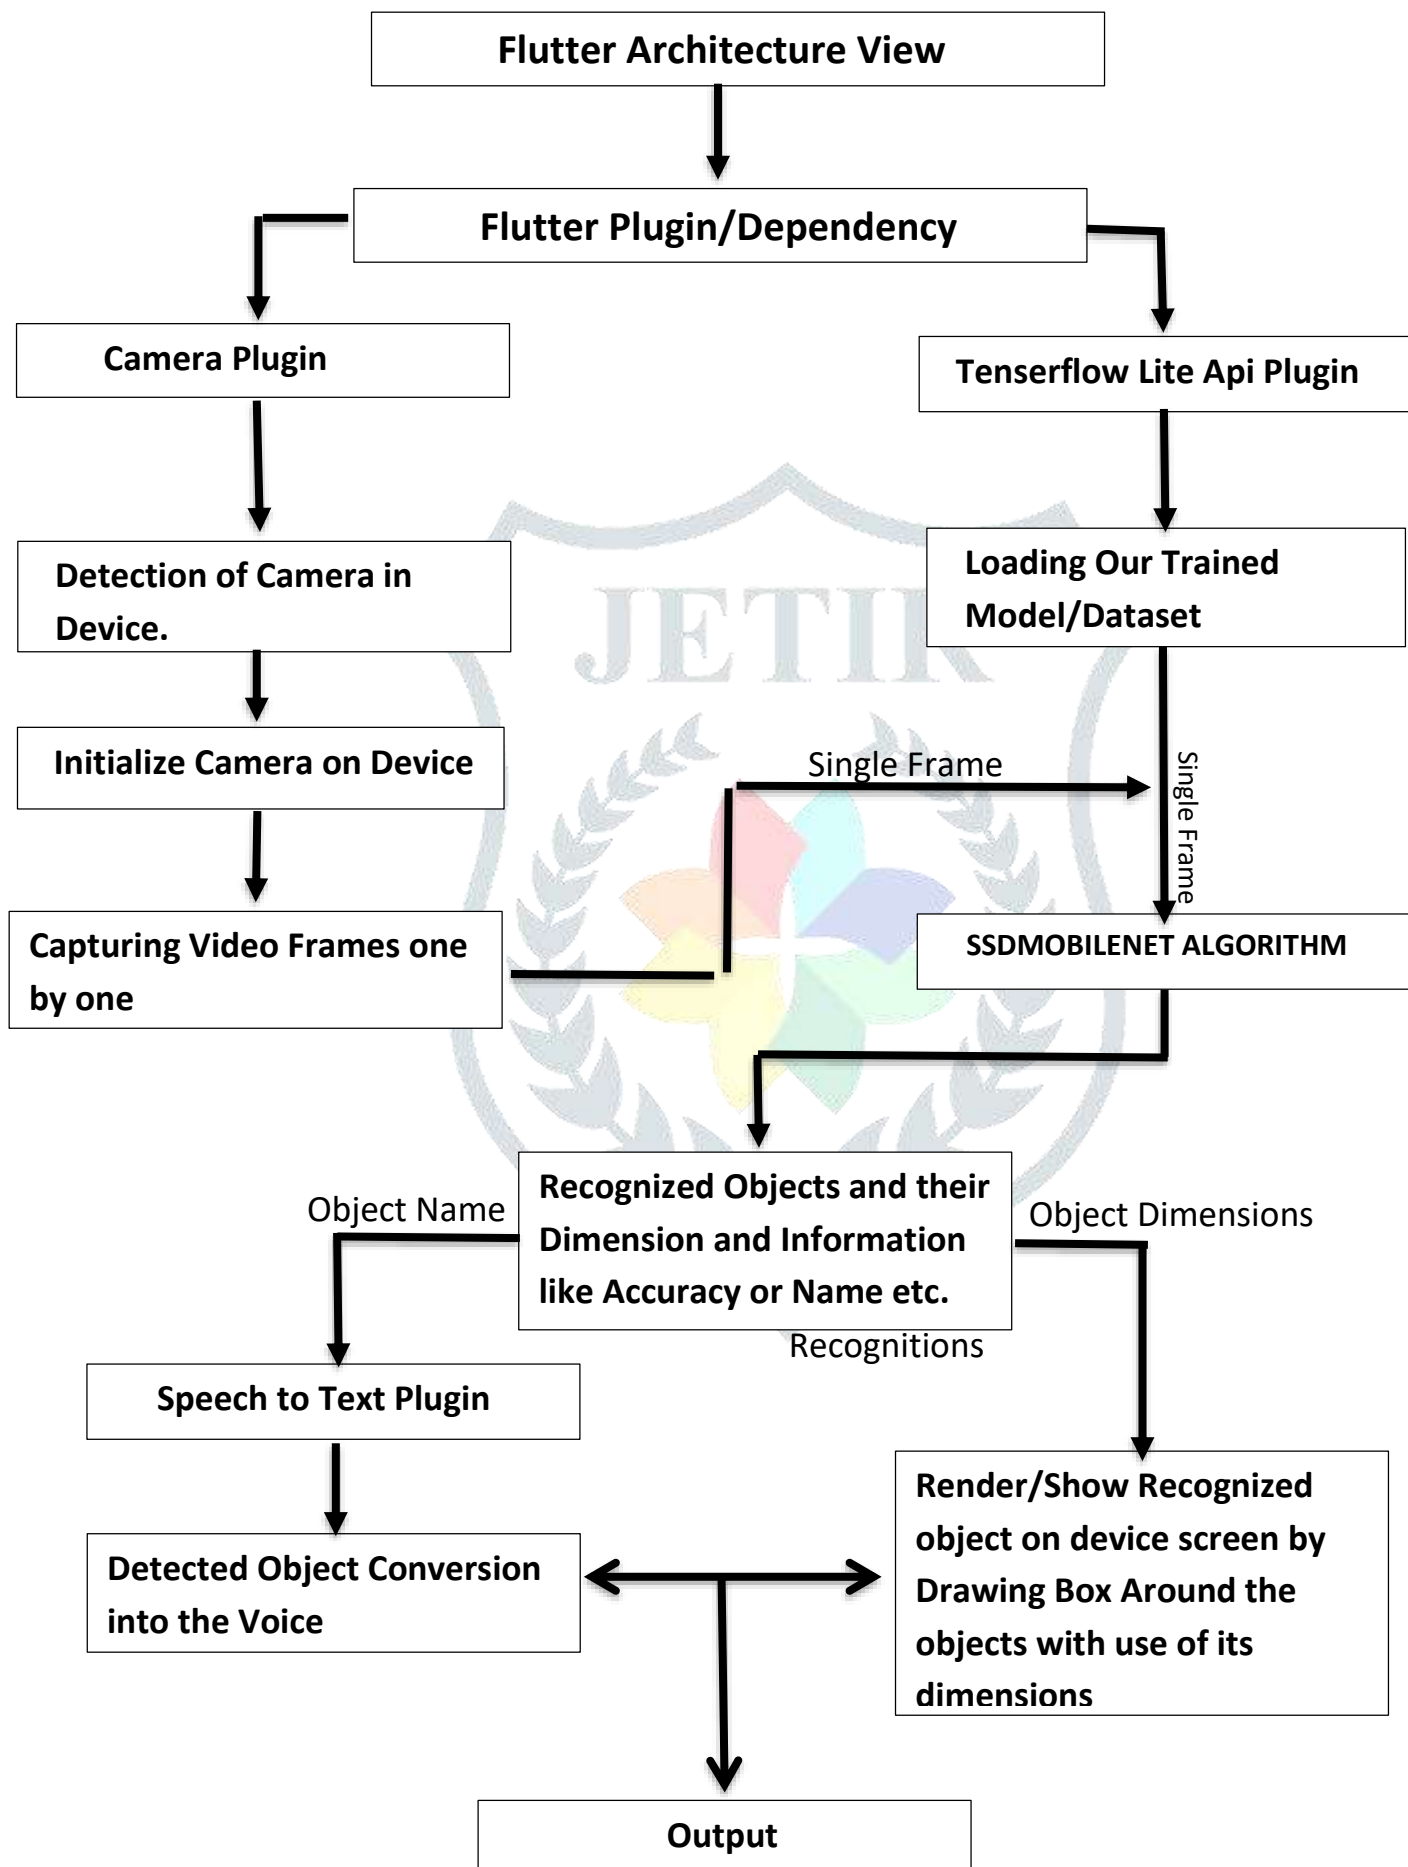 Flutter Architecture View
Flutter Plugin/Dependency
Camera Plugin
Tenserflow Lite Api Plugin
Detection of Camera in
Device.
Loading Our Trained
Model/Dataset
JETIR
Initialize Camera on Device
Single Frame
Single Frame
Capturing Video Frames one
by one
SSDMOBILENET ALGORITHM
Object Name
Recognized Objects and their
Dimension and Information
like Accuracy or Name etc.
Object Dimensions
Recognitions
Speech to Text Plugin
Detected Object Conversion
into the Voice
Render/Show Recognized
object on device screen by
Drawing Box Around the
objects with use of its
dimensions
Output